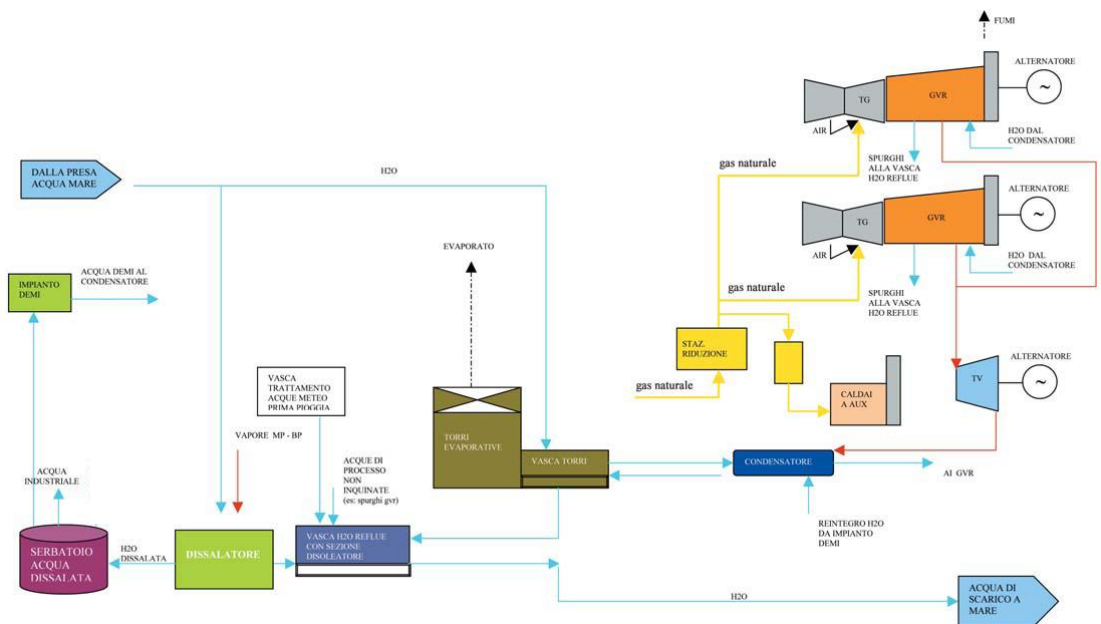 FUMI
ALTERNATORE
TG
GVR
~
AIR
H2O DAL
CONDENSATORE
SPURGHI
ALLA VASCA
H2O REFLUE
gas naturale
DALLA PRESA
ACQUA MARE
H2O
ALTERNATORE
TG
GVR
~
AIR
H2O DAL
CONDENSATORE
EVAPORATO
ACQUA DEMI AL
CONDENSATORE
IMPIANTO
DEMI
SPURGHI
ALLA VASCA
H2O REFLUE
gas naturale
STAZ.
RIDUZIONE
gas naturale
ALTERNATORE
TV
~
VASCA
TRATTAMENTO
ACQUE METEO
PRIMA PIOGGIA
CALDAI
A AUX
VAPORE MP - BP
TORRI
EVAPORATIVE
VASCA TORRI
CONDENSATORE
AI GVR
ACQUE DI
PROCESSO
NON
INQUINATE
(es: spurghi gvr)
ACQUA
INDUSTRIALE
REINTEGRO H2O
DA IMPIANTO
DEMI
SERBATOIO
ACQUA
DISSALATA
H2O
DISSALATA
DISSALATORE
VASCA H2O REFLUE
CON SEZIONE
DISOLEATORE
H2O
ACQUA DI
SCARICO A
MARE